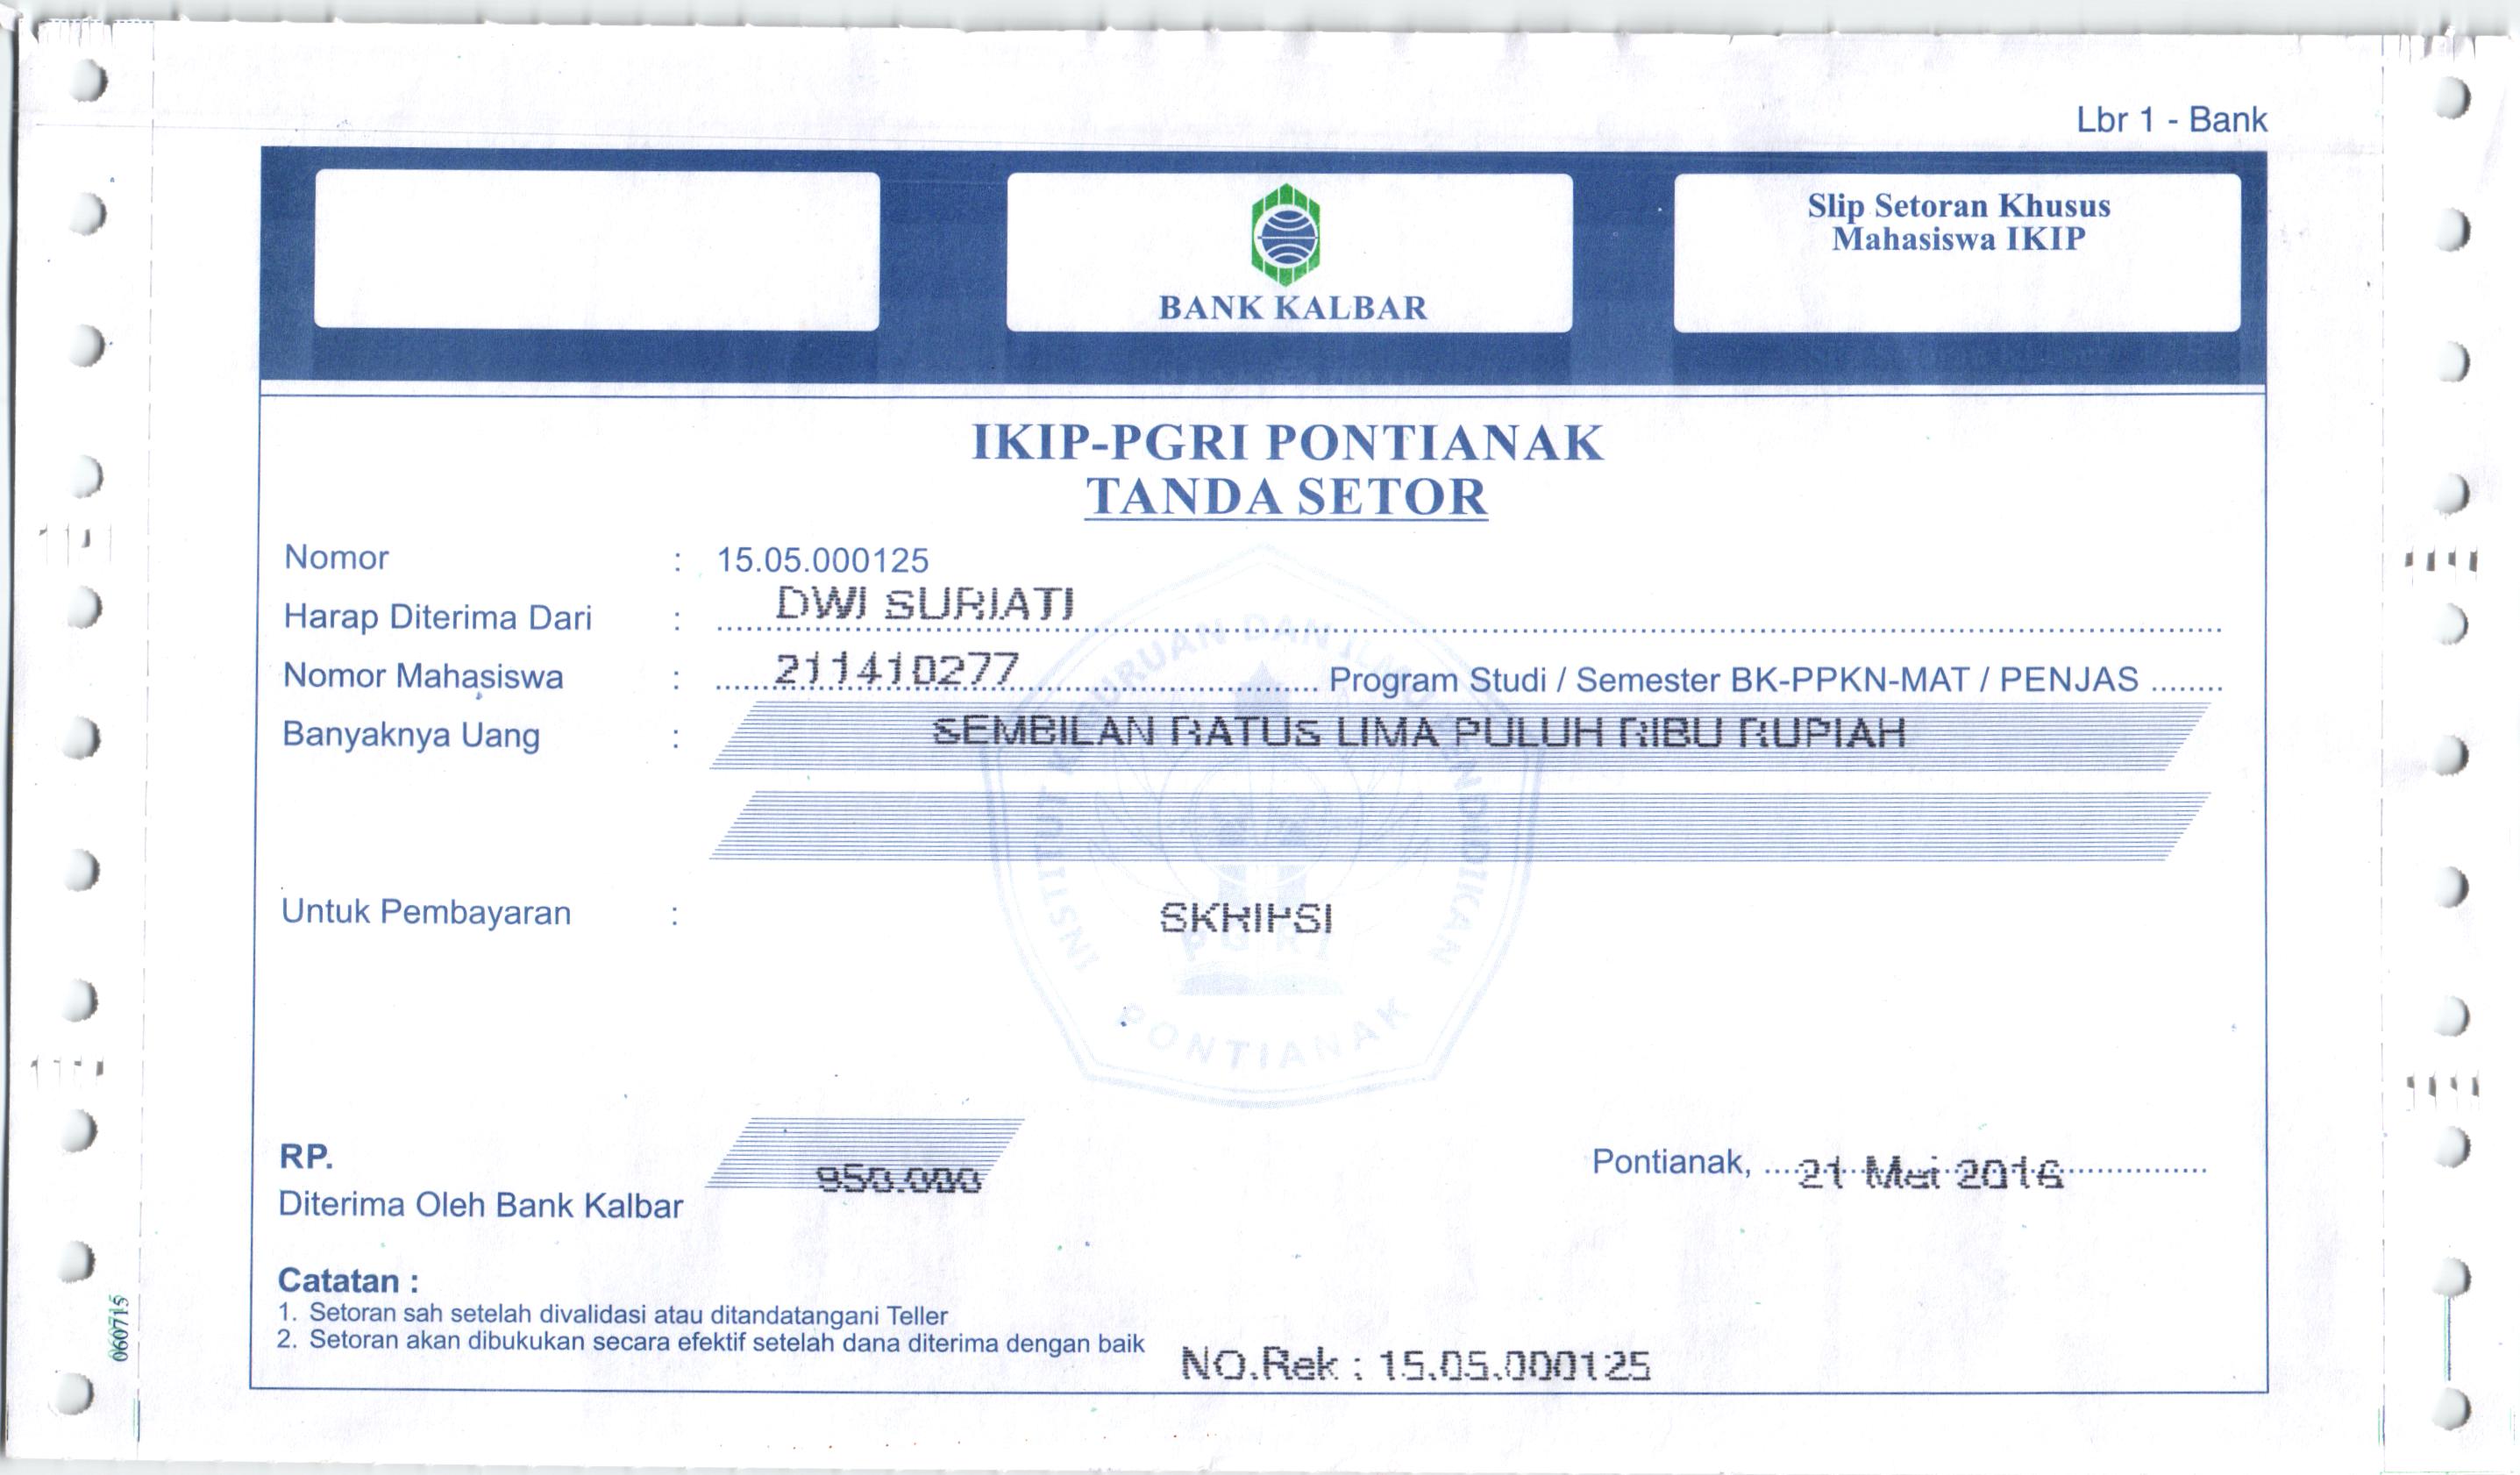 Lbr 1 - Bank
BANK KALBAR
Slip Setoran Khusus
Mahasiswa IKIP
IKIP-PGRI PONTIANAK
TANDA SETOR
Nomor : 15.05.000125
Harap Diterima Dari : DWI SURIATI
Nomor Mahasiswa : 211410277 Program Studi / Semester BK-PPKN-MAT / PENJAS
Banyaknya Uang : SEMBILAN RATUS LIMA PULUH RIBU RUPIAH
Untuk Pembayaran : SKRIPSI
INSTITUT KEGURUAN DAN ILMU PENDIDIKAN
PGRI
PONTIANAK
RP. 950.000
Pontianak, 21 Mei 2016
Diterima Oleh Bank Kalbar
Catatan :
1. Setoran sah setelah divalidasi atau ditandatangani Teller
2. Setoran akan dibukukan secara efektif setelah dana diterima dengan baik
NO.Rek : 15.05.000125
060715